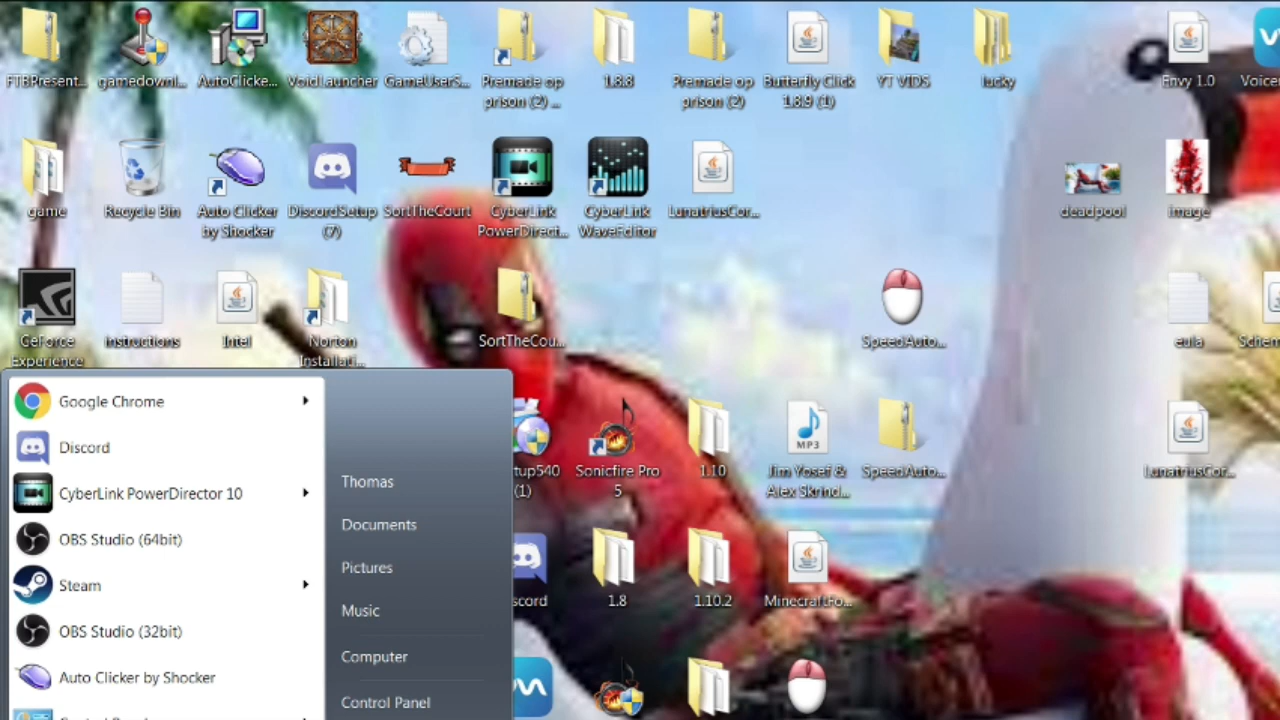 FTBPresent...
gamedownl...
AutoClicke...
VoidLauncher
GameUserS...
Premade op
prison (2) ...
1.8.8
Premade op
prison (2)
Butterfly Click
1.8.9 (1)
YT VIDS
lucky
Envy 1.0
game
Recycle Bin
Auto Clicker
by Shocker
DiscordSetup
(7)
SortTheCourt
CyberLink
PowerDirect...
CyberLink
WaveEditor
LunatriusCor...
deadpool
image
GeForce
Experience
instructions
Intel
Norton
Installati...
SortTheCou...
SpeedAuto...
eula
Google Chrome
Discord
CyberLink PowerDirector 10
OBS Studio (64bit)
Steam
OBS Studio (32bit)
Auto Clicker by Shocker
Thomas
Documents
Pictures
Music
Computer
Control Panel
tup540
(1)
Sonicfire Pro
5
1.10
MP3
Jim Yosef &
Alex Skrind...
SpeedAuto...
LunatriusCor...
scord
1.8
1.10.2
MinecraftFo...